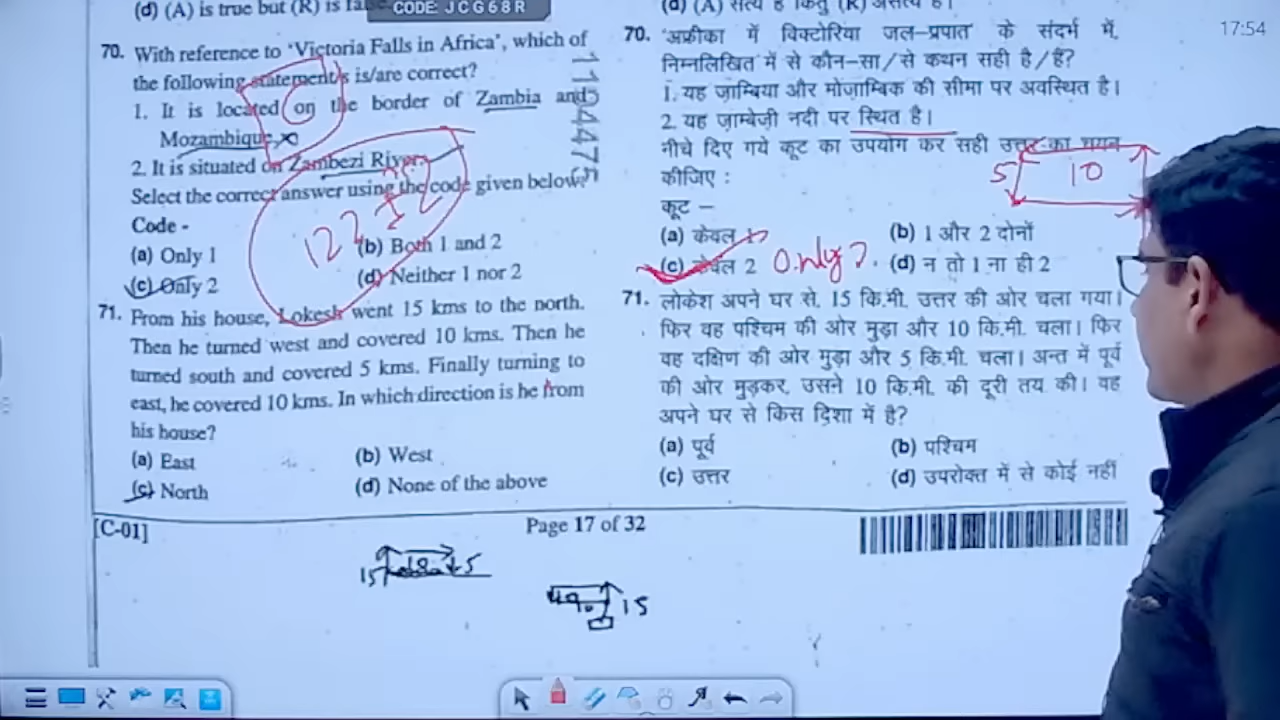 (d) (A) is true but (R) is false.
CODE: JCG68R
(d) (A) सत्य है किंतु (R) असत्य है।
17:54
70. With reference to 'Victoria Falls in Africa', which of
the following statement/s is/are correct?
1. It is located on the border of Zambia and
Mozambique.
2. It is situated on Zambezi River.
Select the correct answer using the code given below?
Code -
(a) Only 1
(b) Both 1 and 2
(c) Only 2
(d) Neither 1 nor 2
71. From his house, Lokesh went 15 kms to the north.
Then he turned west and covered 10 kms. Then he
turned south and covered 5 kms. Finally turning to
east, he covered 10 kms. In which direction is he from
his house?
(a) East
(b) West
(c) North
(d) None of the above
70. 'अफ्रीका में विक्टोरिया जल-प्रपात' के संदर्भ में,
निम्नलिखित में से कौन-सा/से कथन सही है/हैं?
1. यह ज़ाम्बिया और मोज़ाम्बिक की सीमा पर अवस्थित है।
2. यह ज़ाम्बेज़ी नदी पर स्थित है।
नीचे दिए गये कूट का उपयोग कर सही उत्तर का चयन
कीजिए :
कूट –
(a) केवल 1
(b) 1 और 2 दोनों
(c) केवल 2
(d) न तो 1 ना ही 2
5 10
Only 2
71. लोकेश अपने घर से, 15 कि.मी. उत्तर की ओर चला गया।
फिर वह पश्चिम की ओर मुड़ा और 10 कि.मी. चला। फिर
वह दक्षिण की ओर मुड़ा और 5 कि.मी. चला। अन्त में पूर्व
की ओर मुड़कर, उसने 10 कि.मी. की दूरी तय की। वह
अपने घर से किस दिशा में है?
(a) पूर्व
(b) पश्चिम
(c) उत्तर
(d) उपरोक्त में से कोई नहीं
[C-01]
Page 17 of 32
15 5
15